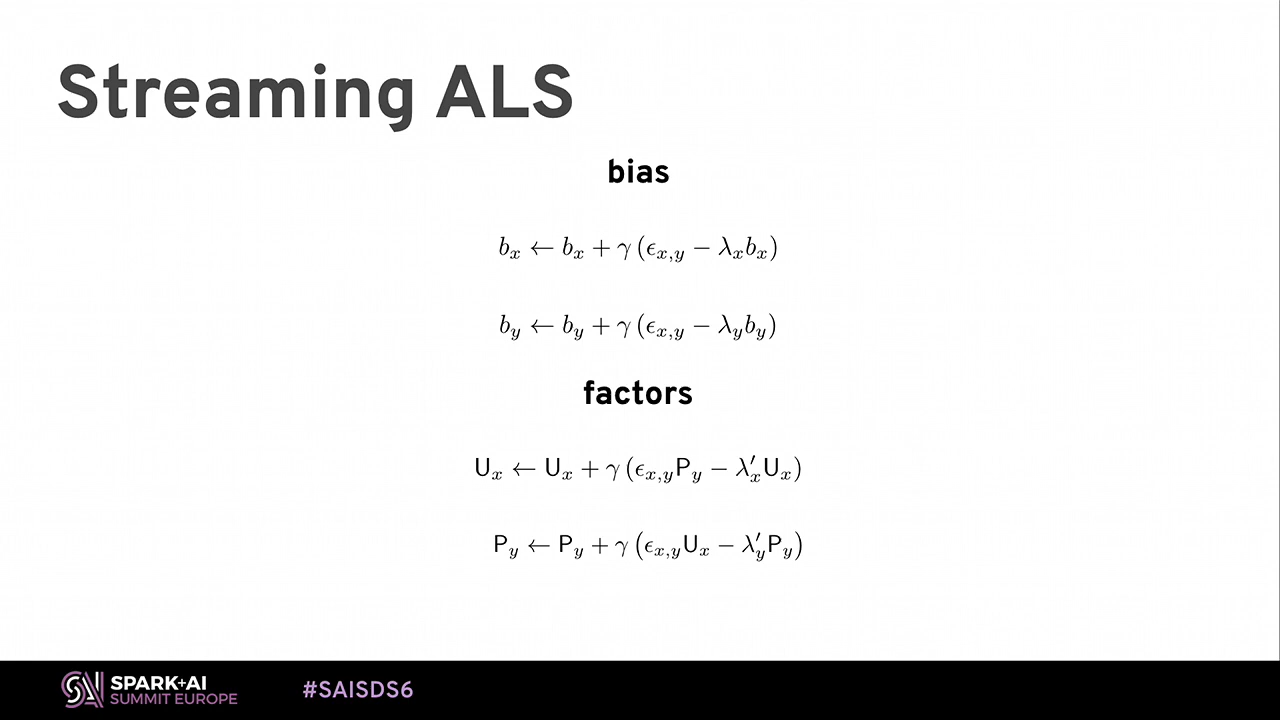 Streaming ALS
bias
b_x ← b_x + γ (ϵ_{x,y} − λ_x b_x)
b_y ← b_y + γ (ϵ_{x,y} − λ_y b_y)
factors
U_x ← U_x + γ (ϵ_{x,y} P_y − λ′_x U_x)
P_y ← P_y + γ (ϵ_{x,y} U_x − λ′_y P_y)
SPARK+AI
SUMMIT EUROPE
#SAISDS6